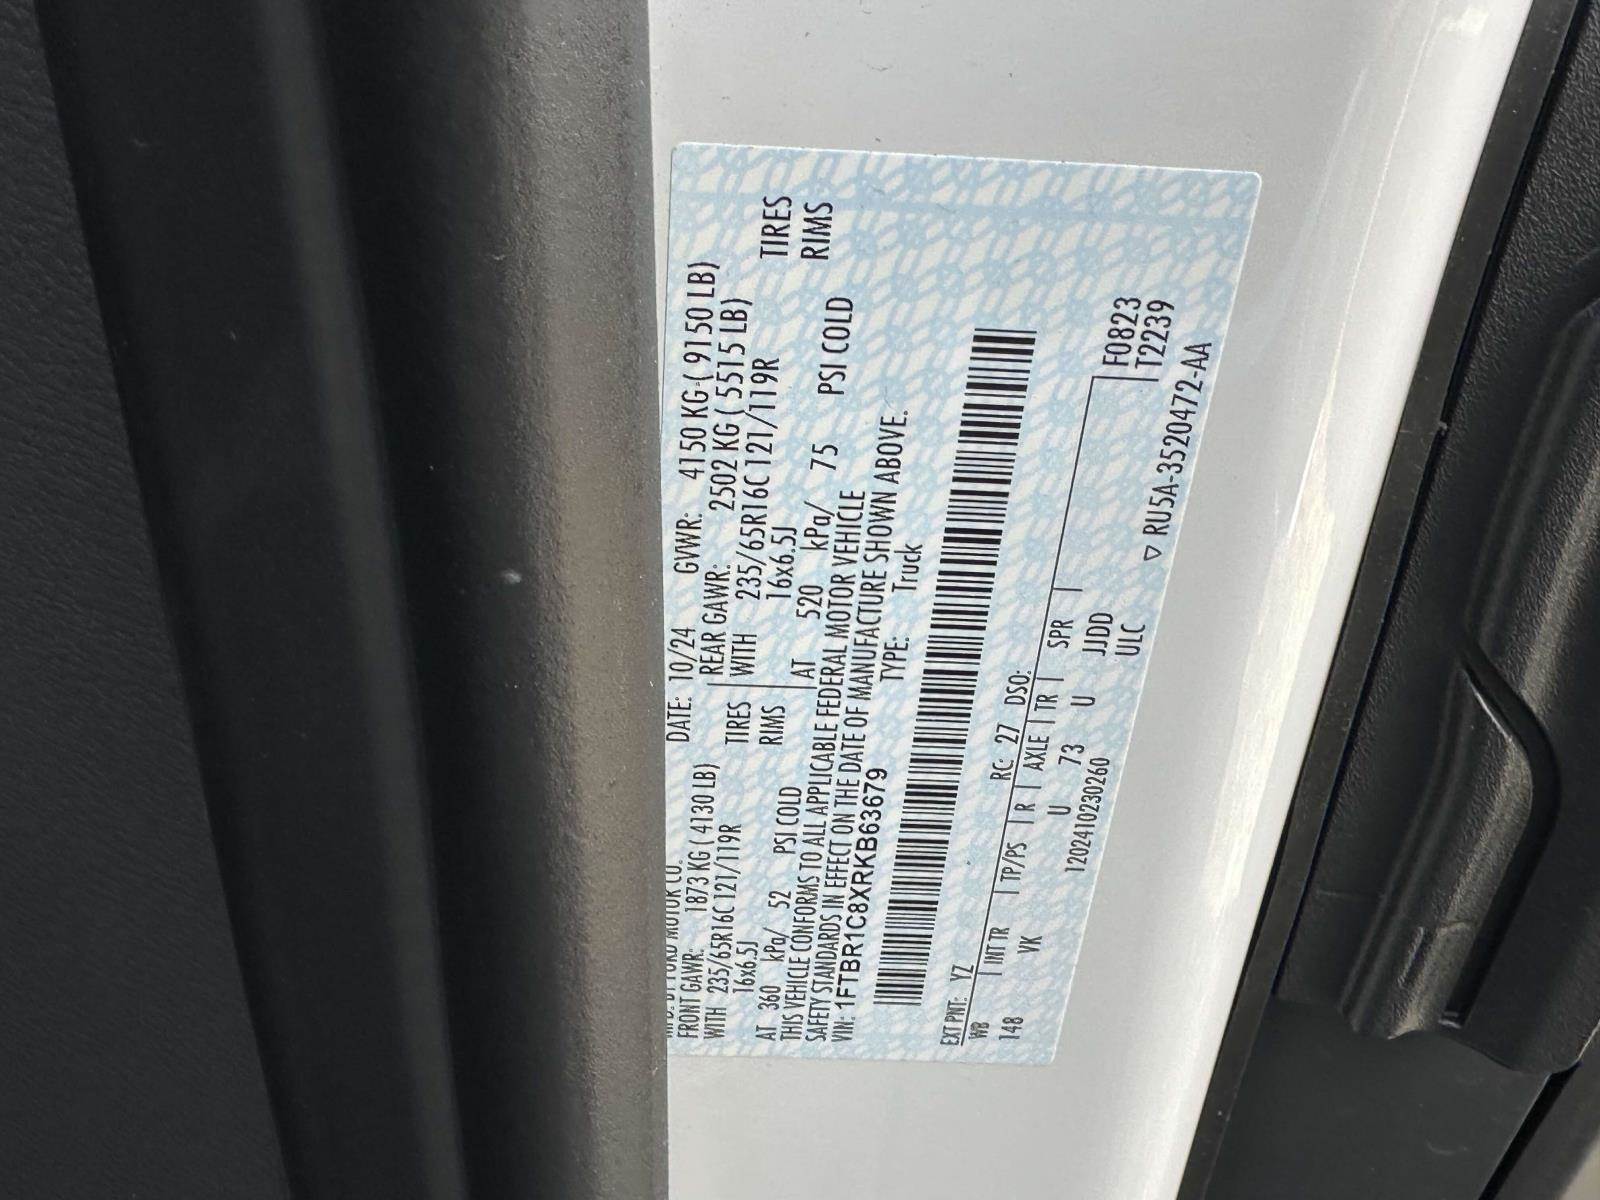 MFD. BY FORD MOTOR CO.
DATE: 10/24 GVWR: 4150 KG ( 9150 LB)
FRONT GAWR: 1873 KG ( 4130 LB) REAR GAWR: 2502 KG ( 5515 LB)
WITH 235/65R16C 121/119R TIRES WITH 235/65R16C 121/119R TIRES
16x6.5J RIMS 16x6.5J RIMS
AT 360 kPa/ 52 PSI COLD AT 520 kPa/ 75 PSI COLD
THIS VEHICLE CONFORMS TO ALL APPLICABLE FEDERAL MOTOR VEHICLE
SAFETY STANDARDS IN EFFECT ON THE DATE OF MANUFACTURE SHOWN ABOVE.
VIN: 1FTBR1C8XRKB63679 TYPE: Truck
EXT PNT: YZ RC: 27 DSO:
WB INT TR TP/PS R AXLE TR SPR F0823
148 VK U 73 U JJDD T2239
1202410230260 ULC
▽ RU5A-3520472-AA